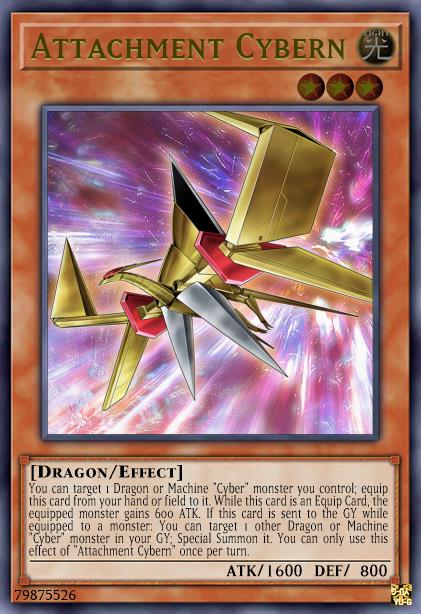 ATTACHMENT CYBERN
LIGHT
光
[DRAGON/EFFECT]
You can target 1 Dragon or Machine "Cyber" monster you control; equip
this card from your hand or field to it. While this card is an Equip Card, the
equipped monster gains 600 ATK. If this card is sent to the GY while
equipped to a monster: You can target 1 other Dragon or Machine
"Cyber" monster in your GY; Special Summon it. You can only use this
effect of "Attachment Cybern" once per turn.
ATK/1600 DEF/ 800
79875526